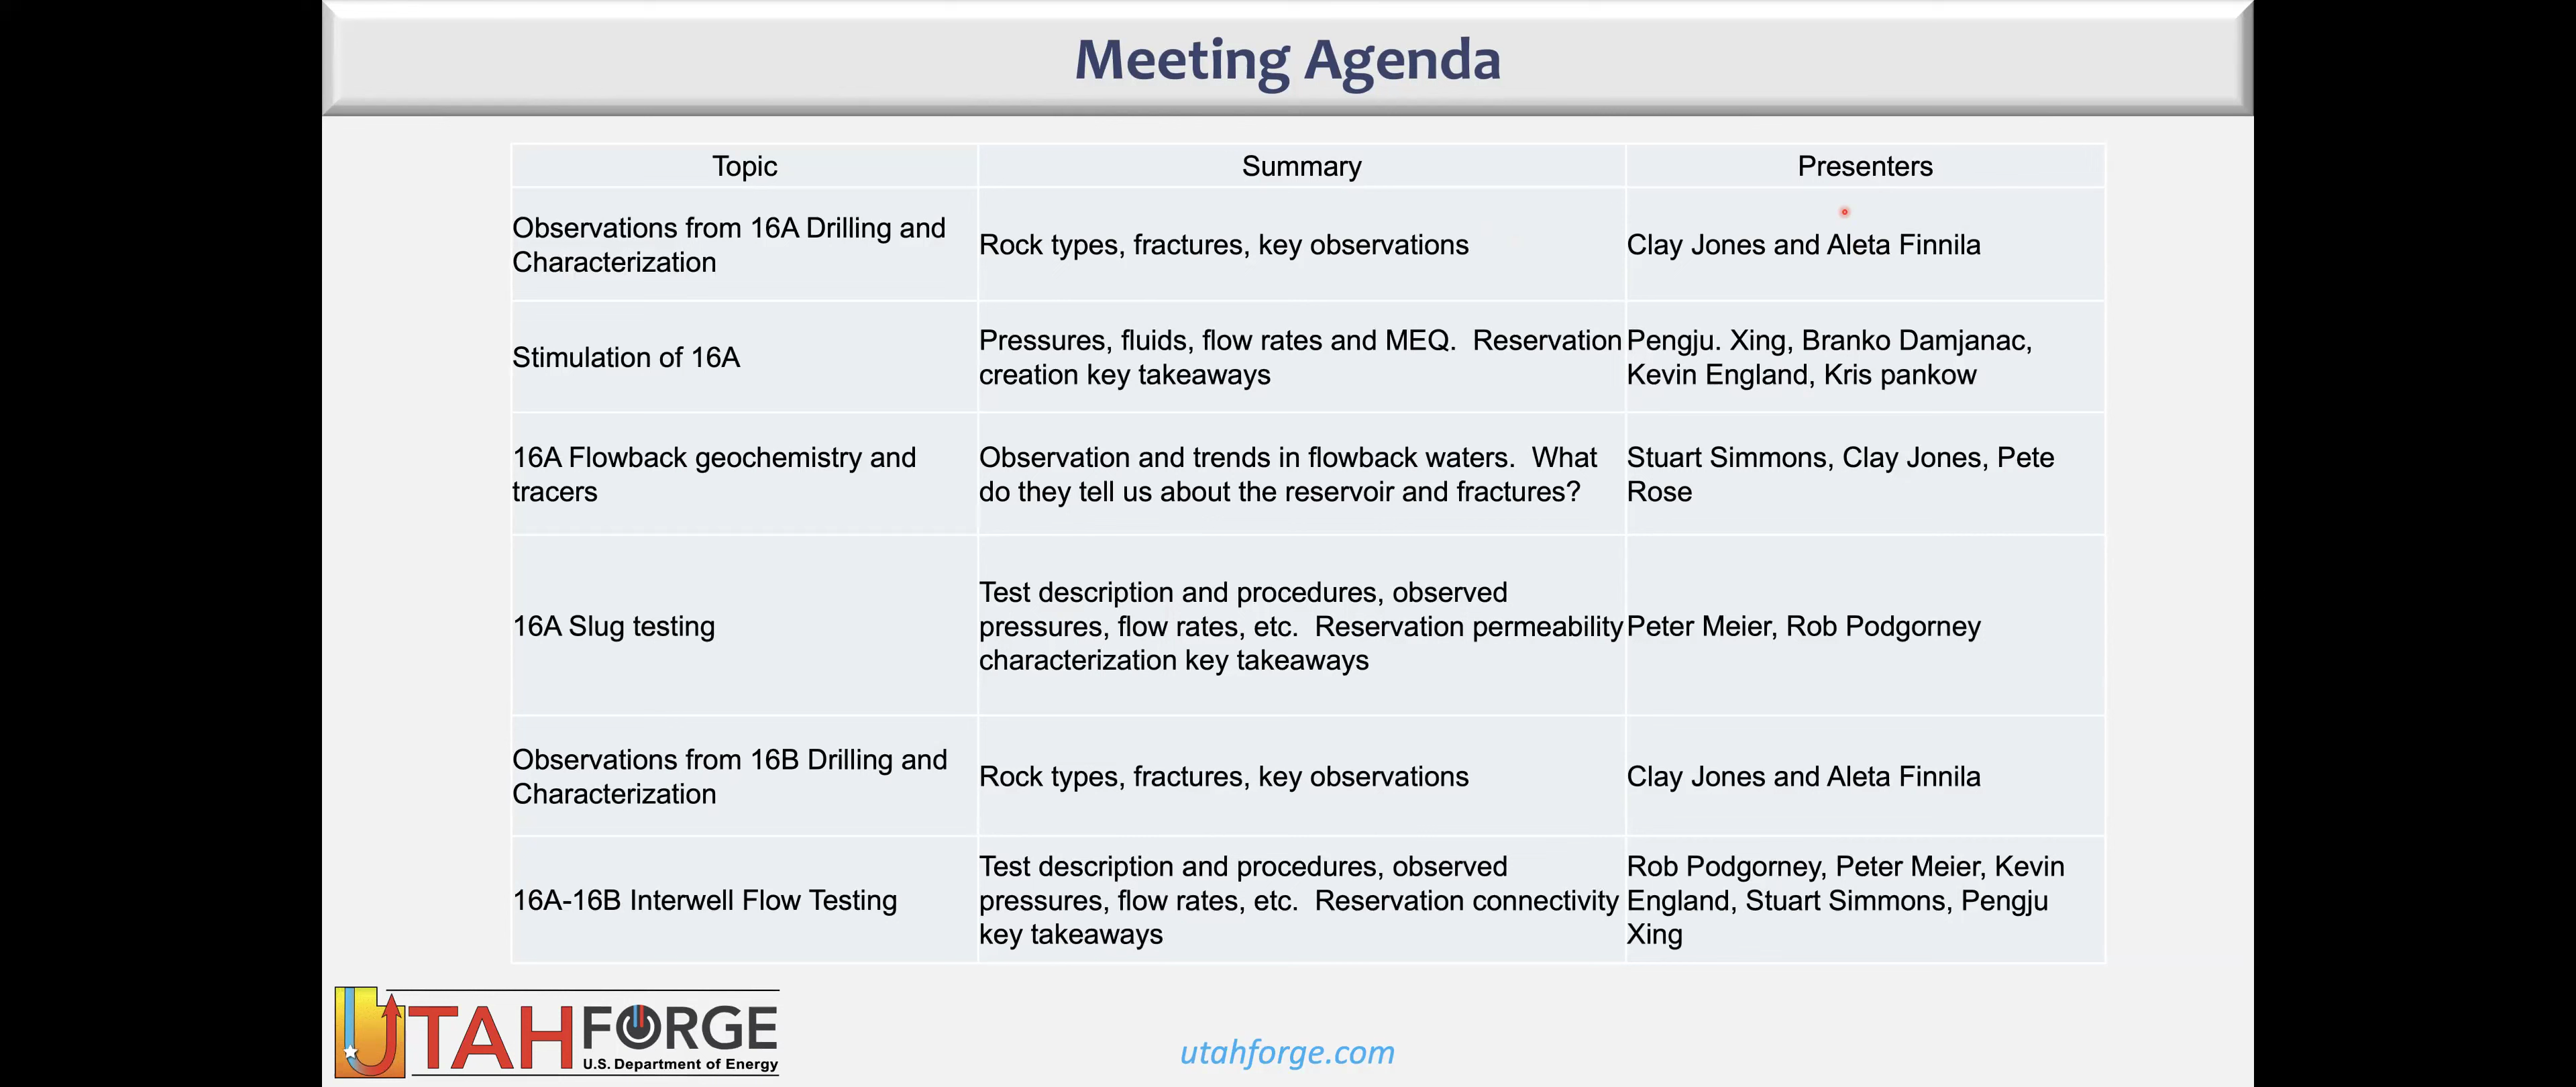 Meeting Agenda
Topic
Summary
Presenters
Observations from 16A Drilling and
Characterization
Rock types, fractures, key observations
Clay Jones and Aleta Finnila
Stimulation of 16A
Pressures, fluids, flow rates and MEQ.  Reservation
creation key takeaways
Pengju. Xing, Branko Damjanac,
Kevin England, Kris pankow
16A Flowback geochemistry and
tracers
Observation and trends in flowback waters.  What
do they tell us about the reservoir and fractures?
Stuart Simmons, Clay Jones, Pete
Rose
16A Slug testing
Test description and procedures, observed
pressures, flow rates, etc.  Reservation permeability
characterization key takeaways
Peter Meier, Rob Podgorney
Observations from 16B Drilling and
Characterization
Rock types, fractures, key observations
Clay Jones and Aleta Finnila
16A-16B Interwell Flow Testing
Test description and procedures, observed
pressures, flow rates, etc.  Reservation connectivity
key takeaways
Rob Podgorney, Peter Meier, Kevin
England, Stuart Simmons, Pengju
Xing
UTAH FORGE
U.S. Department of Energy
utahforge.com